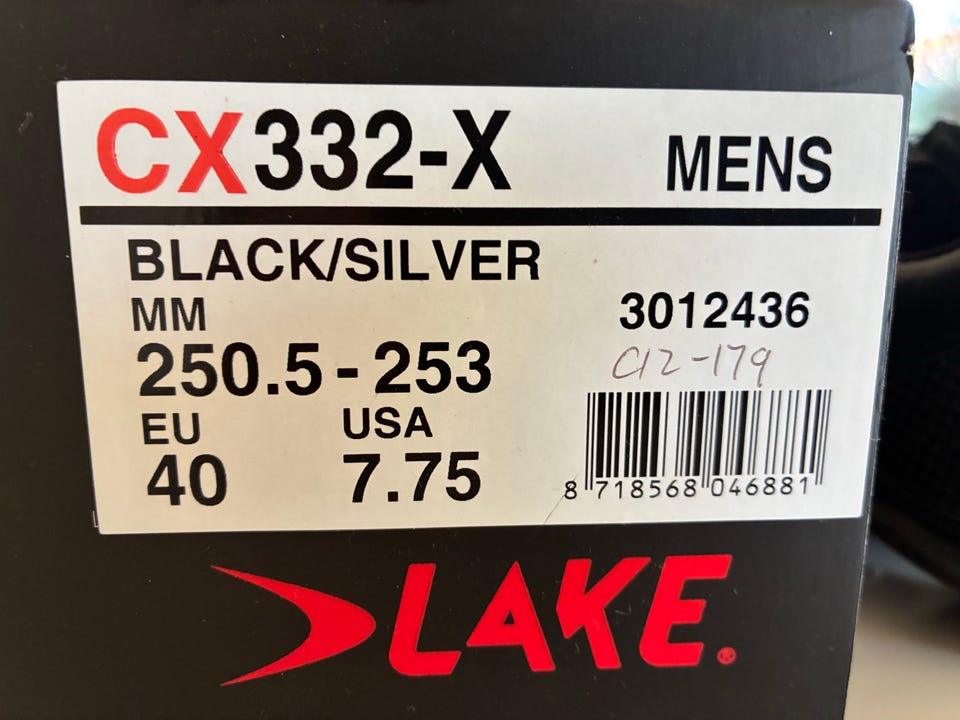 CX332-X MENS
BLACK/SILVER
MM
3012436
250.5 - 253
C12-179
EU USA
40 7.75
8 718568 046881
LAKE.